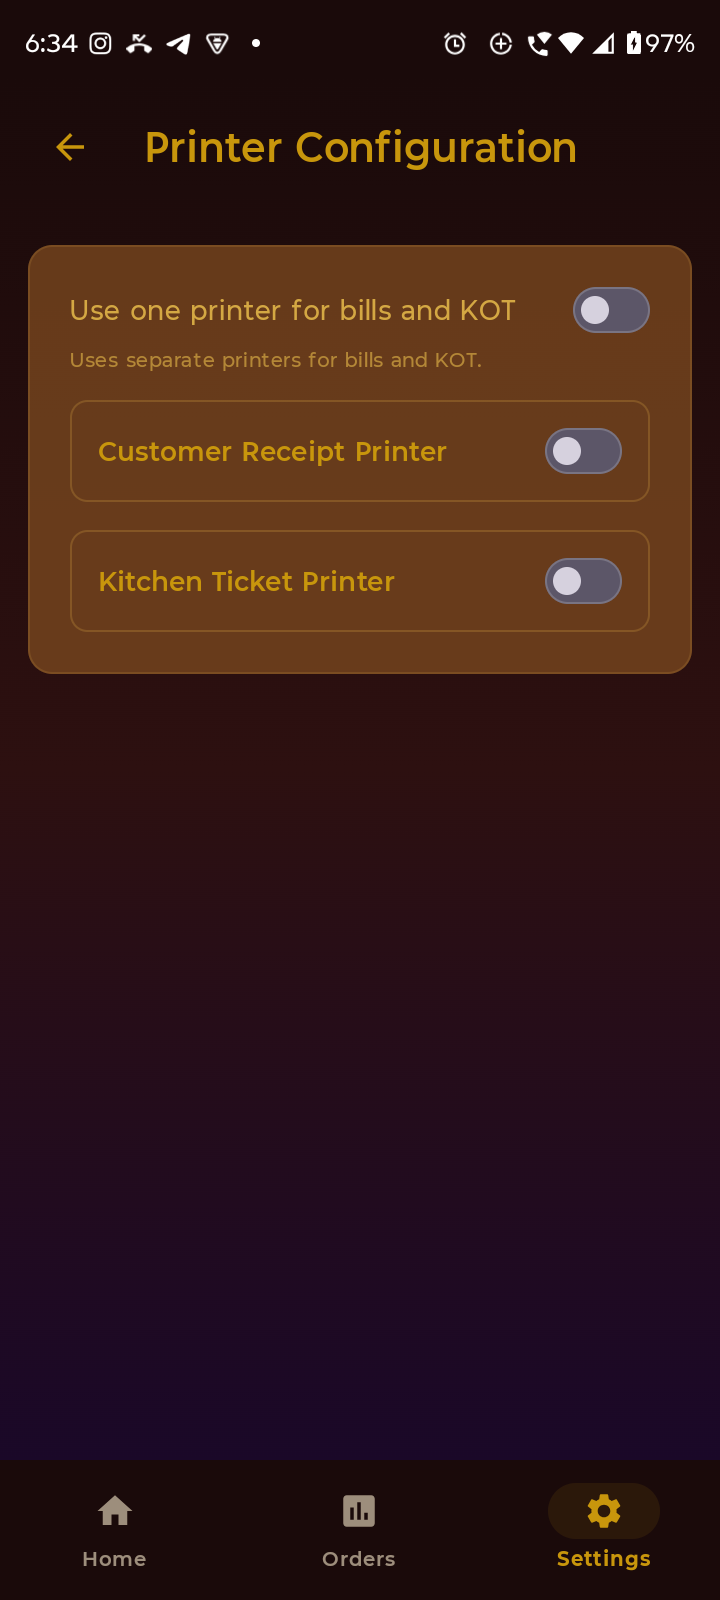 6:34
97%
Printer Configuration
Use one printer for bills and KOT
Uses separate printers for bills and KOT.
Customer Receipt Printer
Kitchen Ticket Printer
Home
Orders
Settings